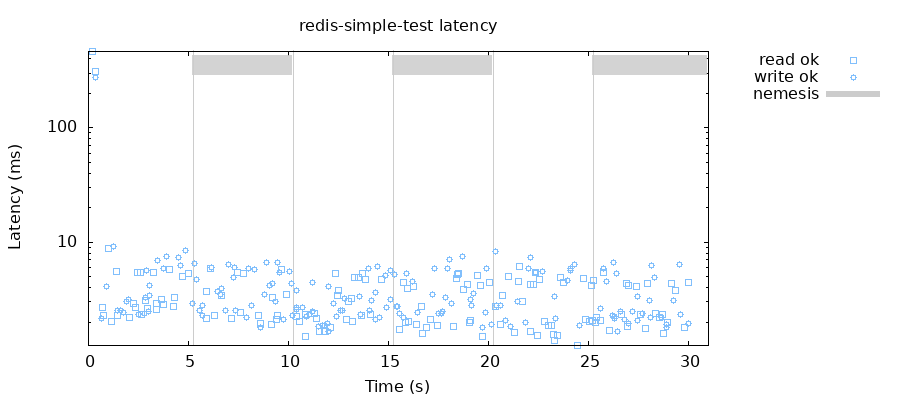 redis-simple-test latency
read ok
write ok
nemesis
100
10
Latency (ms)
0 5 10 15 20 25 30
Time (s)